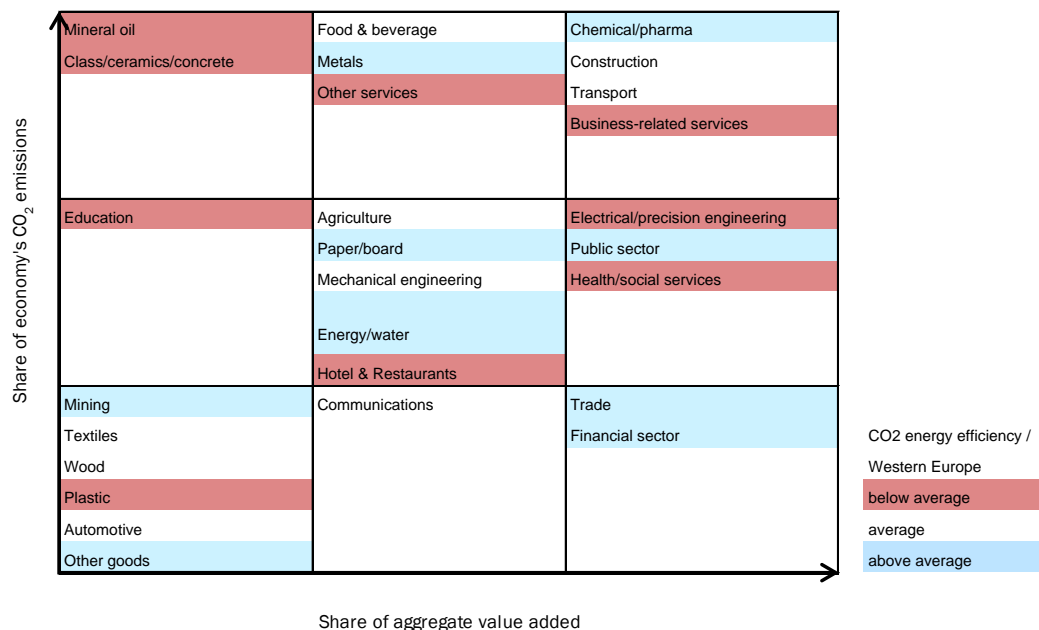 Mineral oil
Class/ceramics/concrete
Food & beverage
Metals
Other services
Chemical/pharma
Construction
Transport
Business-related services
Education
Agriculture
Paper/board
Mechanical engineering
Energy/water
Hotel & Restaurants
Electrical/precision engineering
Public sector
Health/social services
Mining
Textiles
Wood
Plastic
Automotive
Other goods
Communications
Trade
Financial sector
Share of economy's CO₂ emissions
Share of aggregate value added
CO2 energy efficiency /
Western Europe
below average
average
above average